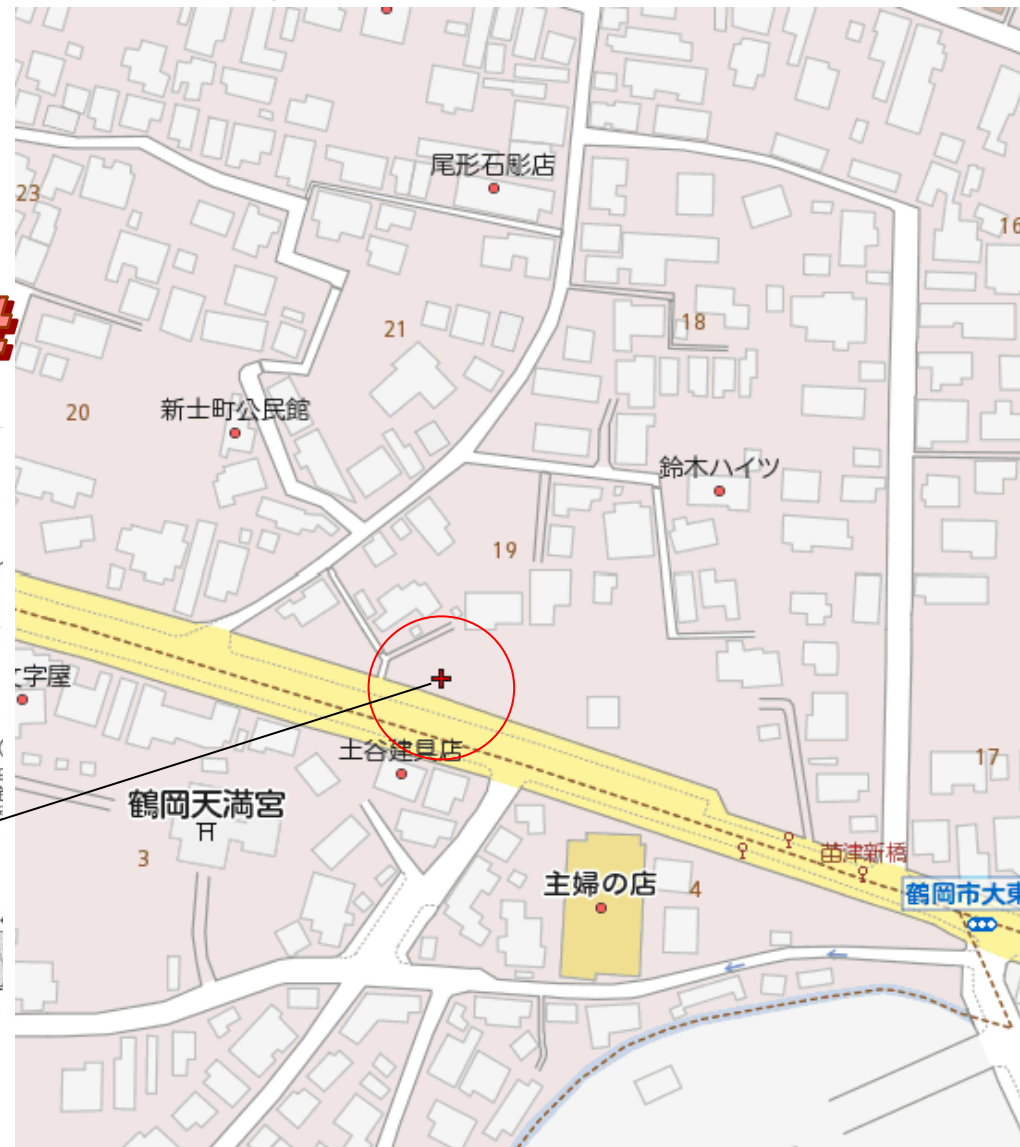 尾形石彫店
23
16
21
18
20
新士町公民館
鈴木ハイツ
19
文字屋
土谷建具店
17
鶴岡天満宮
3
苗津新橋
主婦の店
4
鶴岡市大東